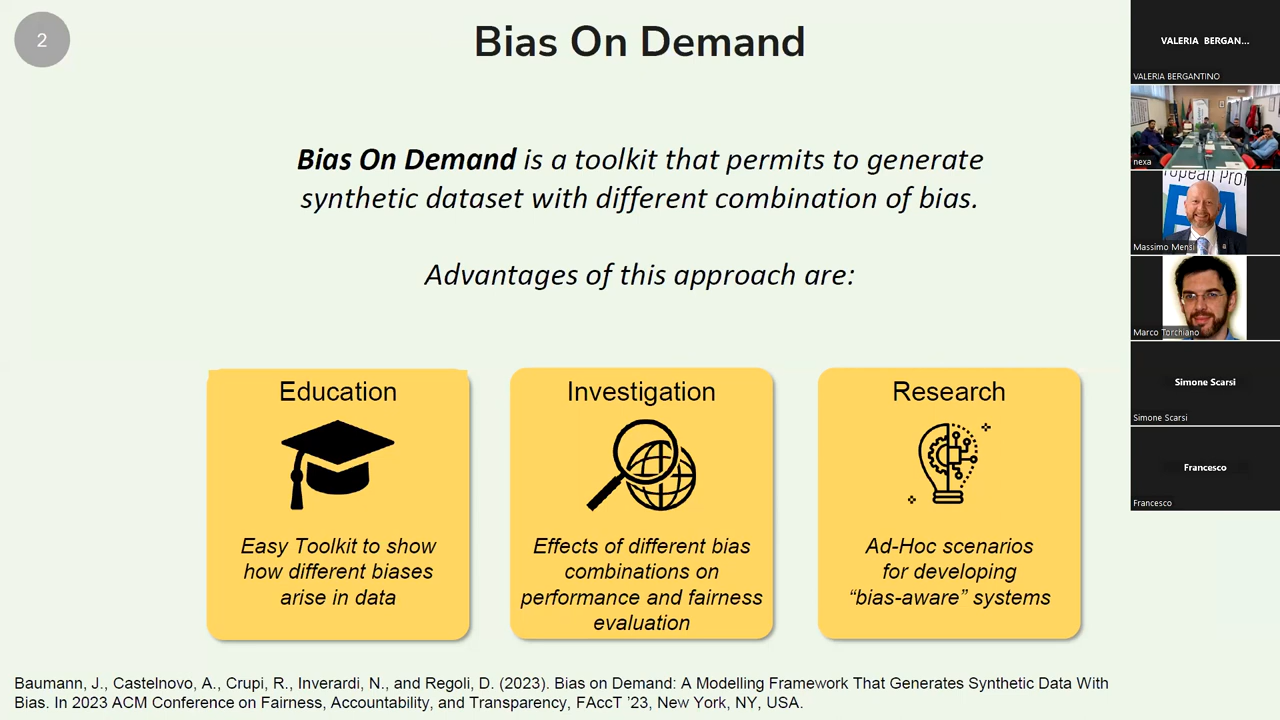 2
Bias On Demand
Bias On Demand is a toolkit that permits to generate
synthetic dataset with different combination of bias.
Advantages of this approach are:
Education
Easy Toolkit to show
how different biases
arise in data
Investigation
Effects of different bias
combinations on
performance and fairness
evaluation
Research
Ad-Hoc scenarios
for developing
“bias-aware” systems
Baumann, J., Castelnovo, A., Crupi, R., Inverardi, N., and Regoli, D. (2023). Bias on Demand: A Modelling Framework That Generates Synthetic Data With
Bias. In 2023 ACM Conference on Fairness, Accountability, and Transparency, FAccT ’23, New York, NY, USA.
VALERIA BERGAN...
VALERIA BERGANTINO
nexa
Massimo Mensi
Marco Torchiano
Simone Scarsi
Simone Scarsi
Francesco
Francesco